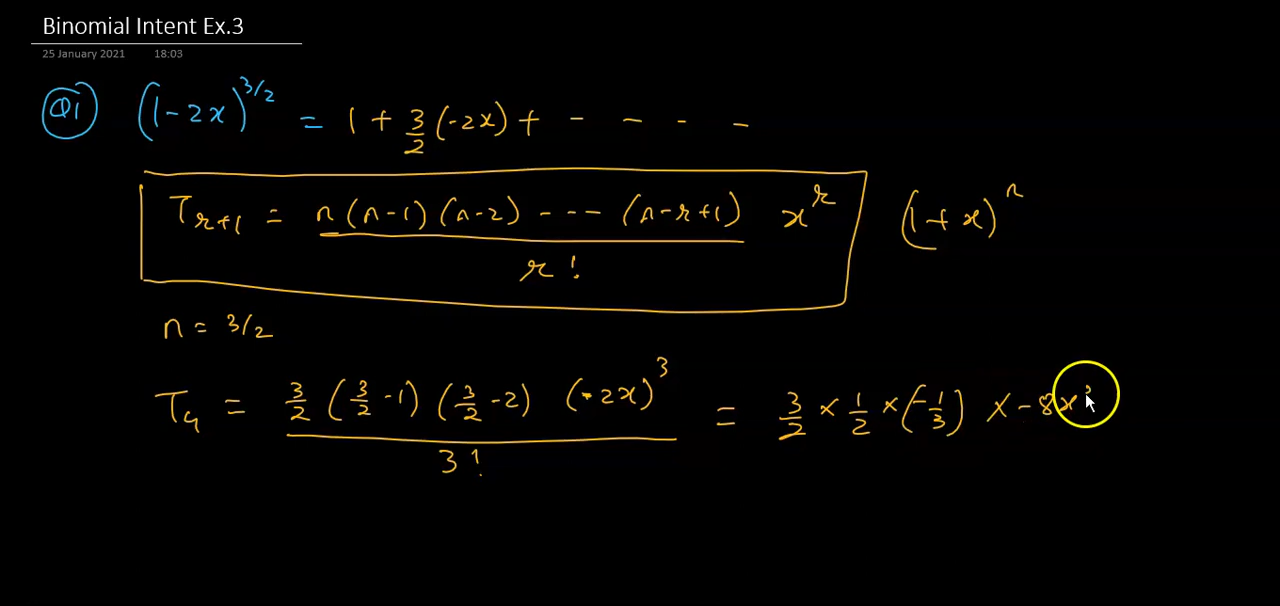 Binomial Intent Ex.3
25 January 2021 18:03
Q1 (1-2x)^3/2 = 1 + 3/2 (-2x) + - - - -
T_r+1 = n(n-1)(n-2) --- (n-r+1) / r! x^r (1+x)^n
n = 3/2
T_4 = 3/2 (3/2 -1) (3/2 -2) (-2x)^3 / 3! = 3/2 × 1/2 × (-1/3) × -8x^3